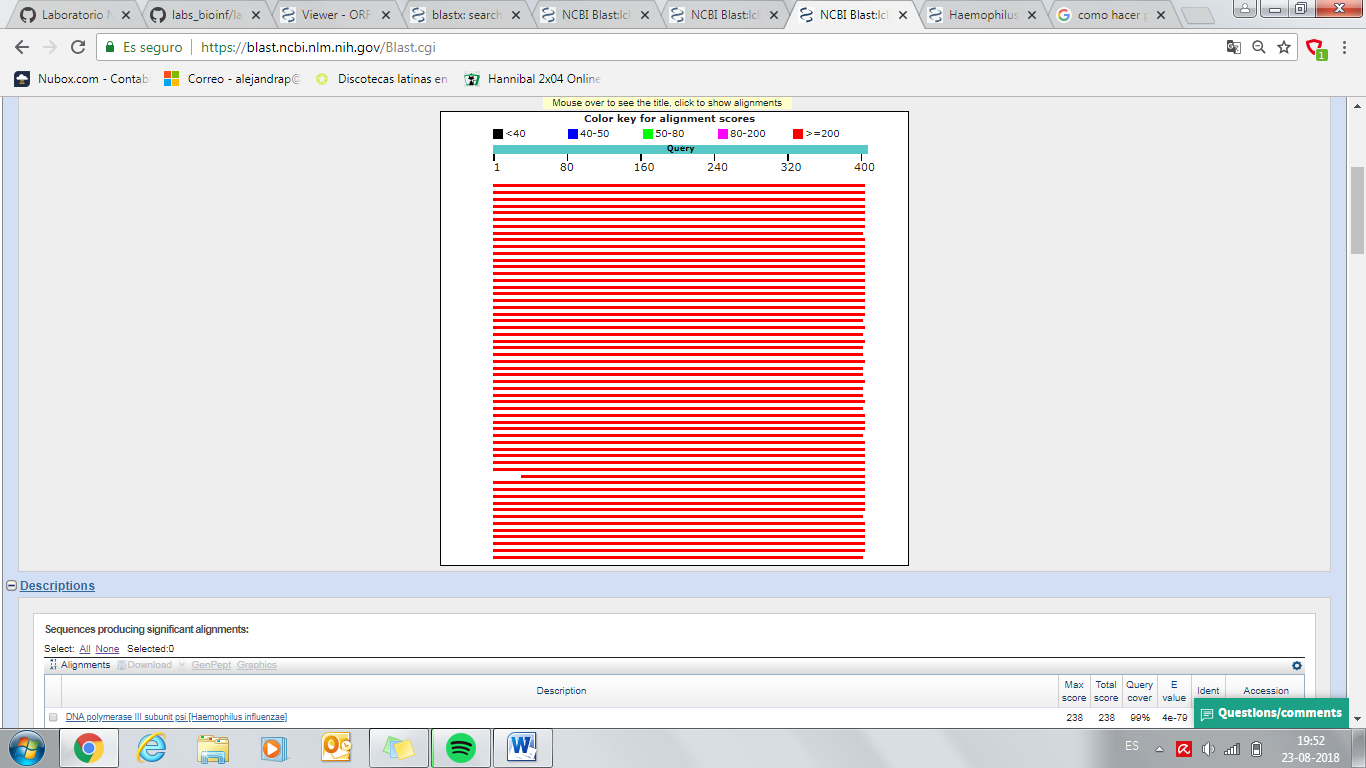 Laboratorio N
labs_bioinf/la
Viewer - ORF
blastx: search
NCBI Blast:lcl
NCBI Blast:lcl
NCBI Blast:lcl
Haemophilus
como hacer p
Es seguro
https://blast.ncbi.nlm.nih.gov/Blast.cgi
1
Nubox.com - Contab
Correo - alejandrap@
Discotecas latinas en
Hannibal 2x04 Online
Mouse over to see the title, click to show alignments
Color key for alignment scores
<40 40-50 50-80 80-200 >=200
Query
1 80 160 240 320 400
Descriptions
Sequences producing significant alignments:
Select: All None Selected:0
Alignments Download GenPept Graphics
Description Max score Total score Query cover E value Ident Accession
DNA polymerase III subunit psi [Haemophilus influenzae] 238 238 99% 4e-79
Questions/comments
ES
19:52
23-08-2018